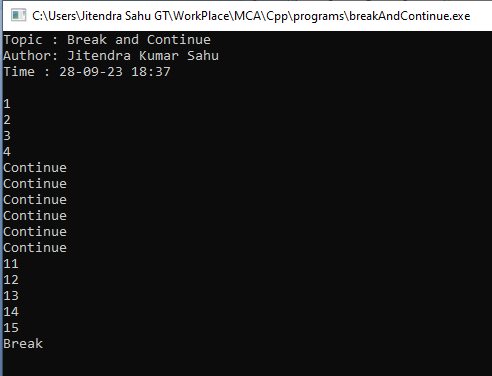 C:\Users\Jitendra Sahu GT\WorkPlace\MCA\Cpp\programs\breakAndContinue.exe
Topic : Break and Continue
Author: Jitendra Kumar Sahu
Time : 28-09-23 18:37
1
2
3
4
Continue
Continue
Continue
Continue
Continue
Continue
11
12
13
14
15
Break